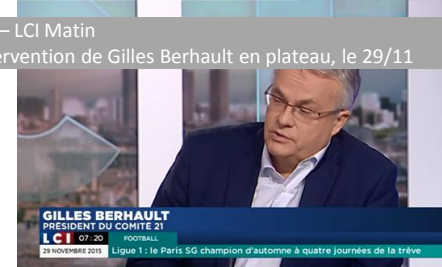 – LCI Matin
ervention de Gilles Berhault en plateau, le 29/11
GILLES BERHAULT
PRÉSIDENT DU COMITÉ 21
LCI 07:20 FOOTBALL
29 NOVEMBRE 2015 Ligue 1 : le Paris SG champion d'automne à quatre journées de la trêve